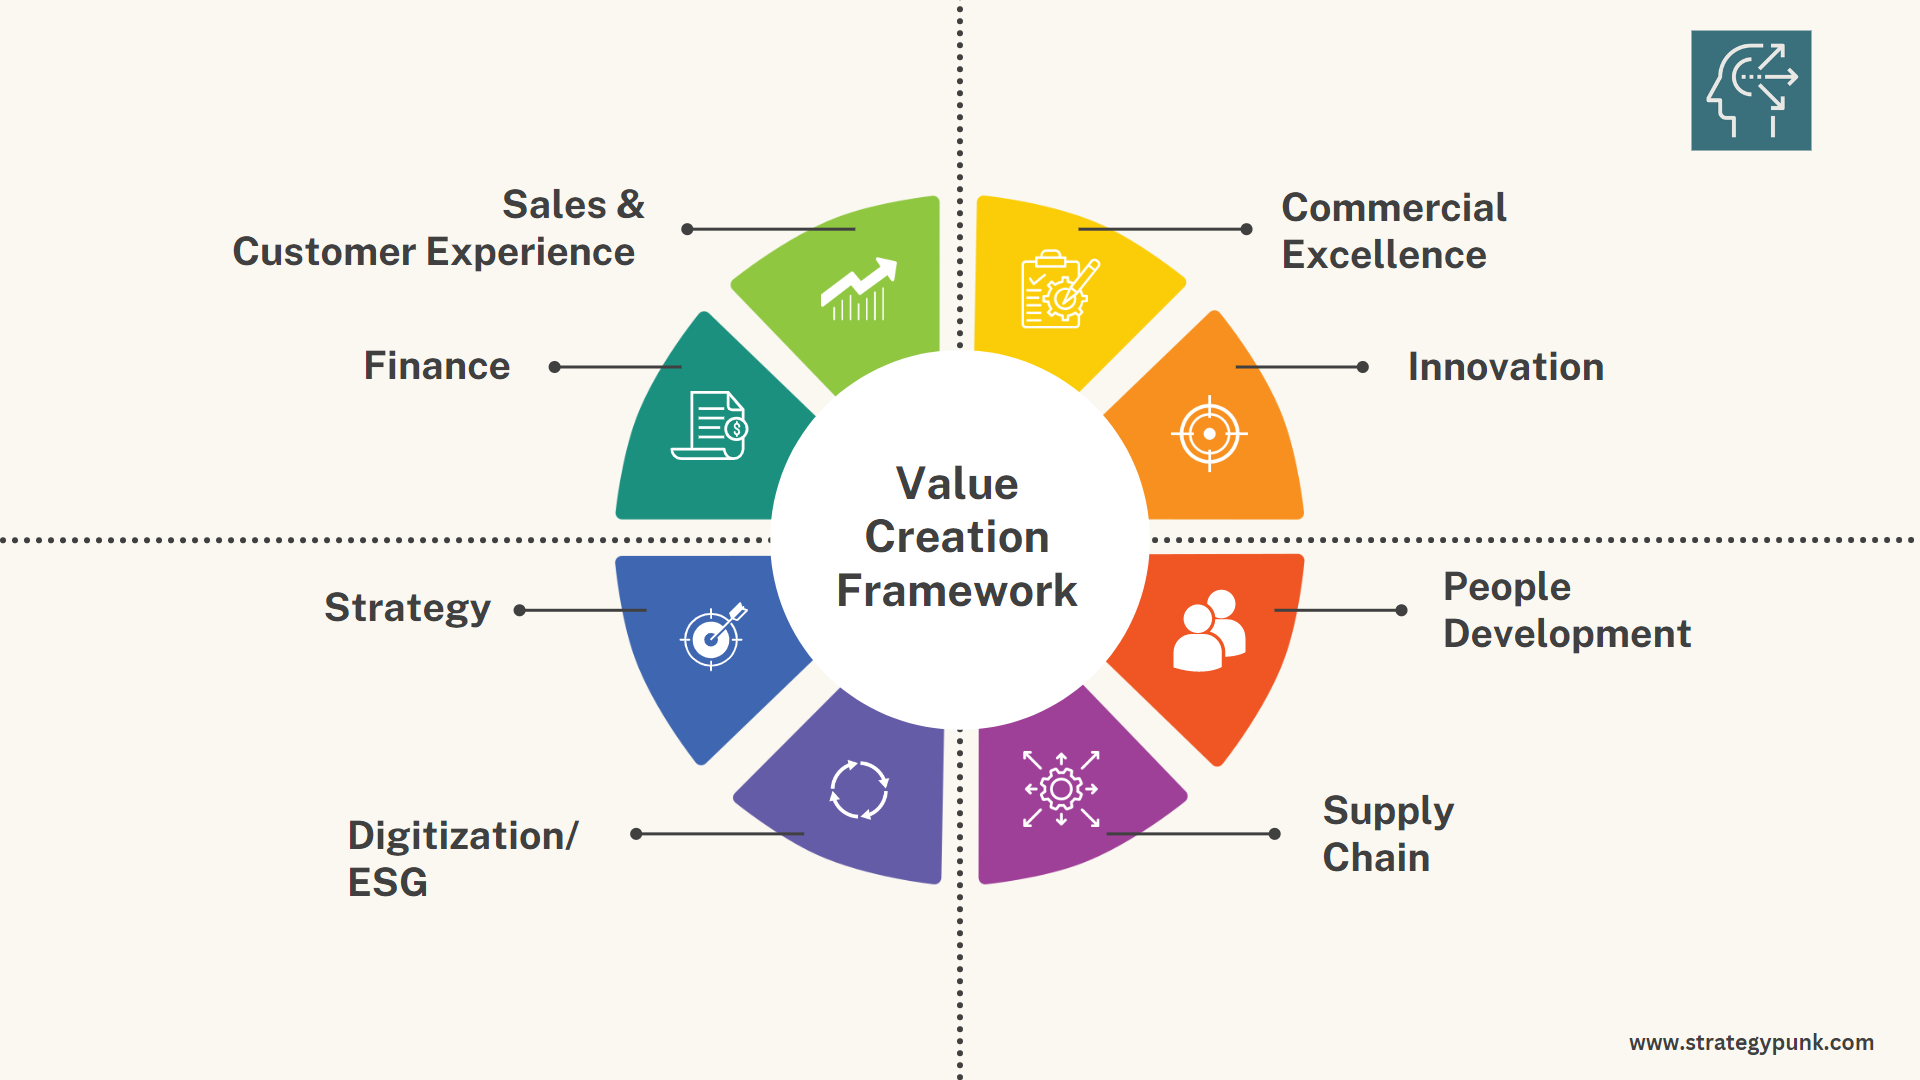 Sales &
Customer Experience
Commercial
Excellence
Finance
Innovation
Value
Creation
Framework
Strategy
People
Development
Digitization/
ESG
Supply
Chain
www.strategypunk.com